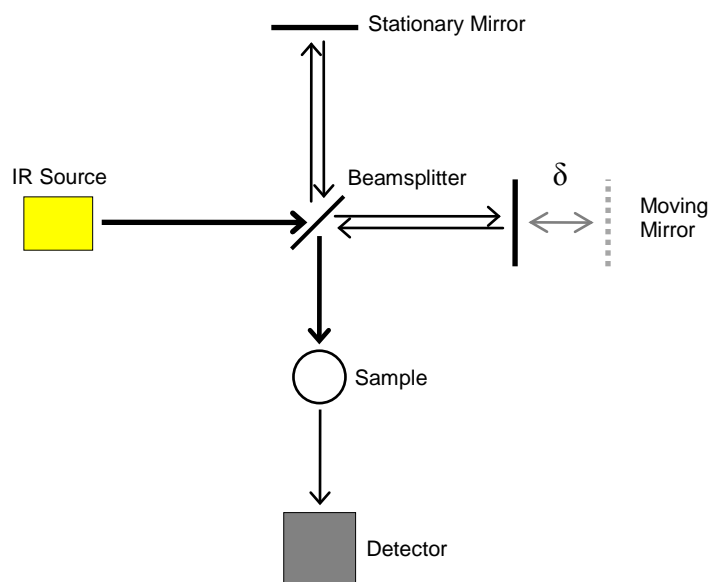 Stationary Mirror
IR Source
Beamsplitter
δ
Moving
Mirror
Sample
Detector